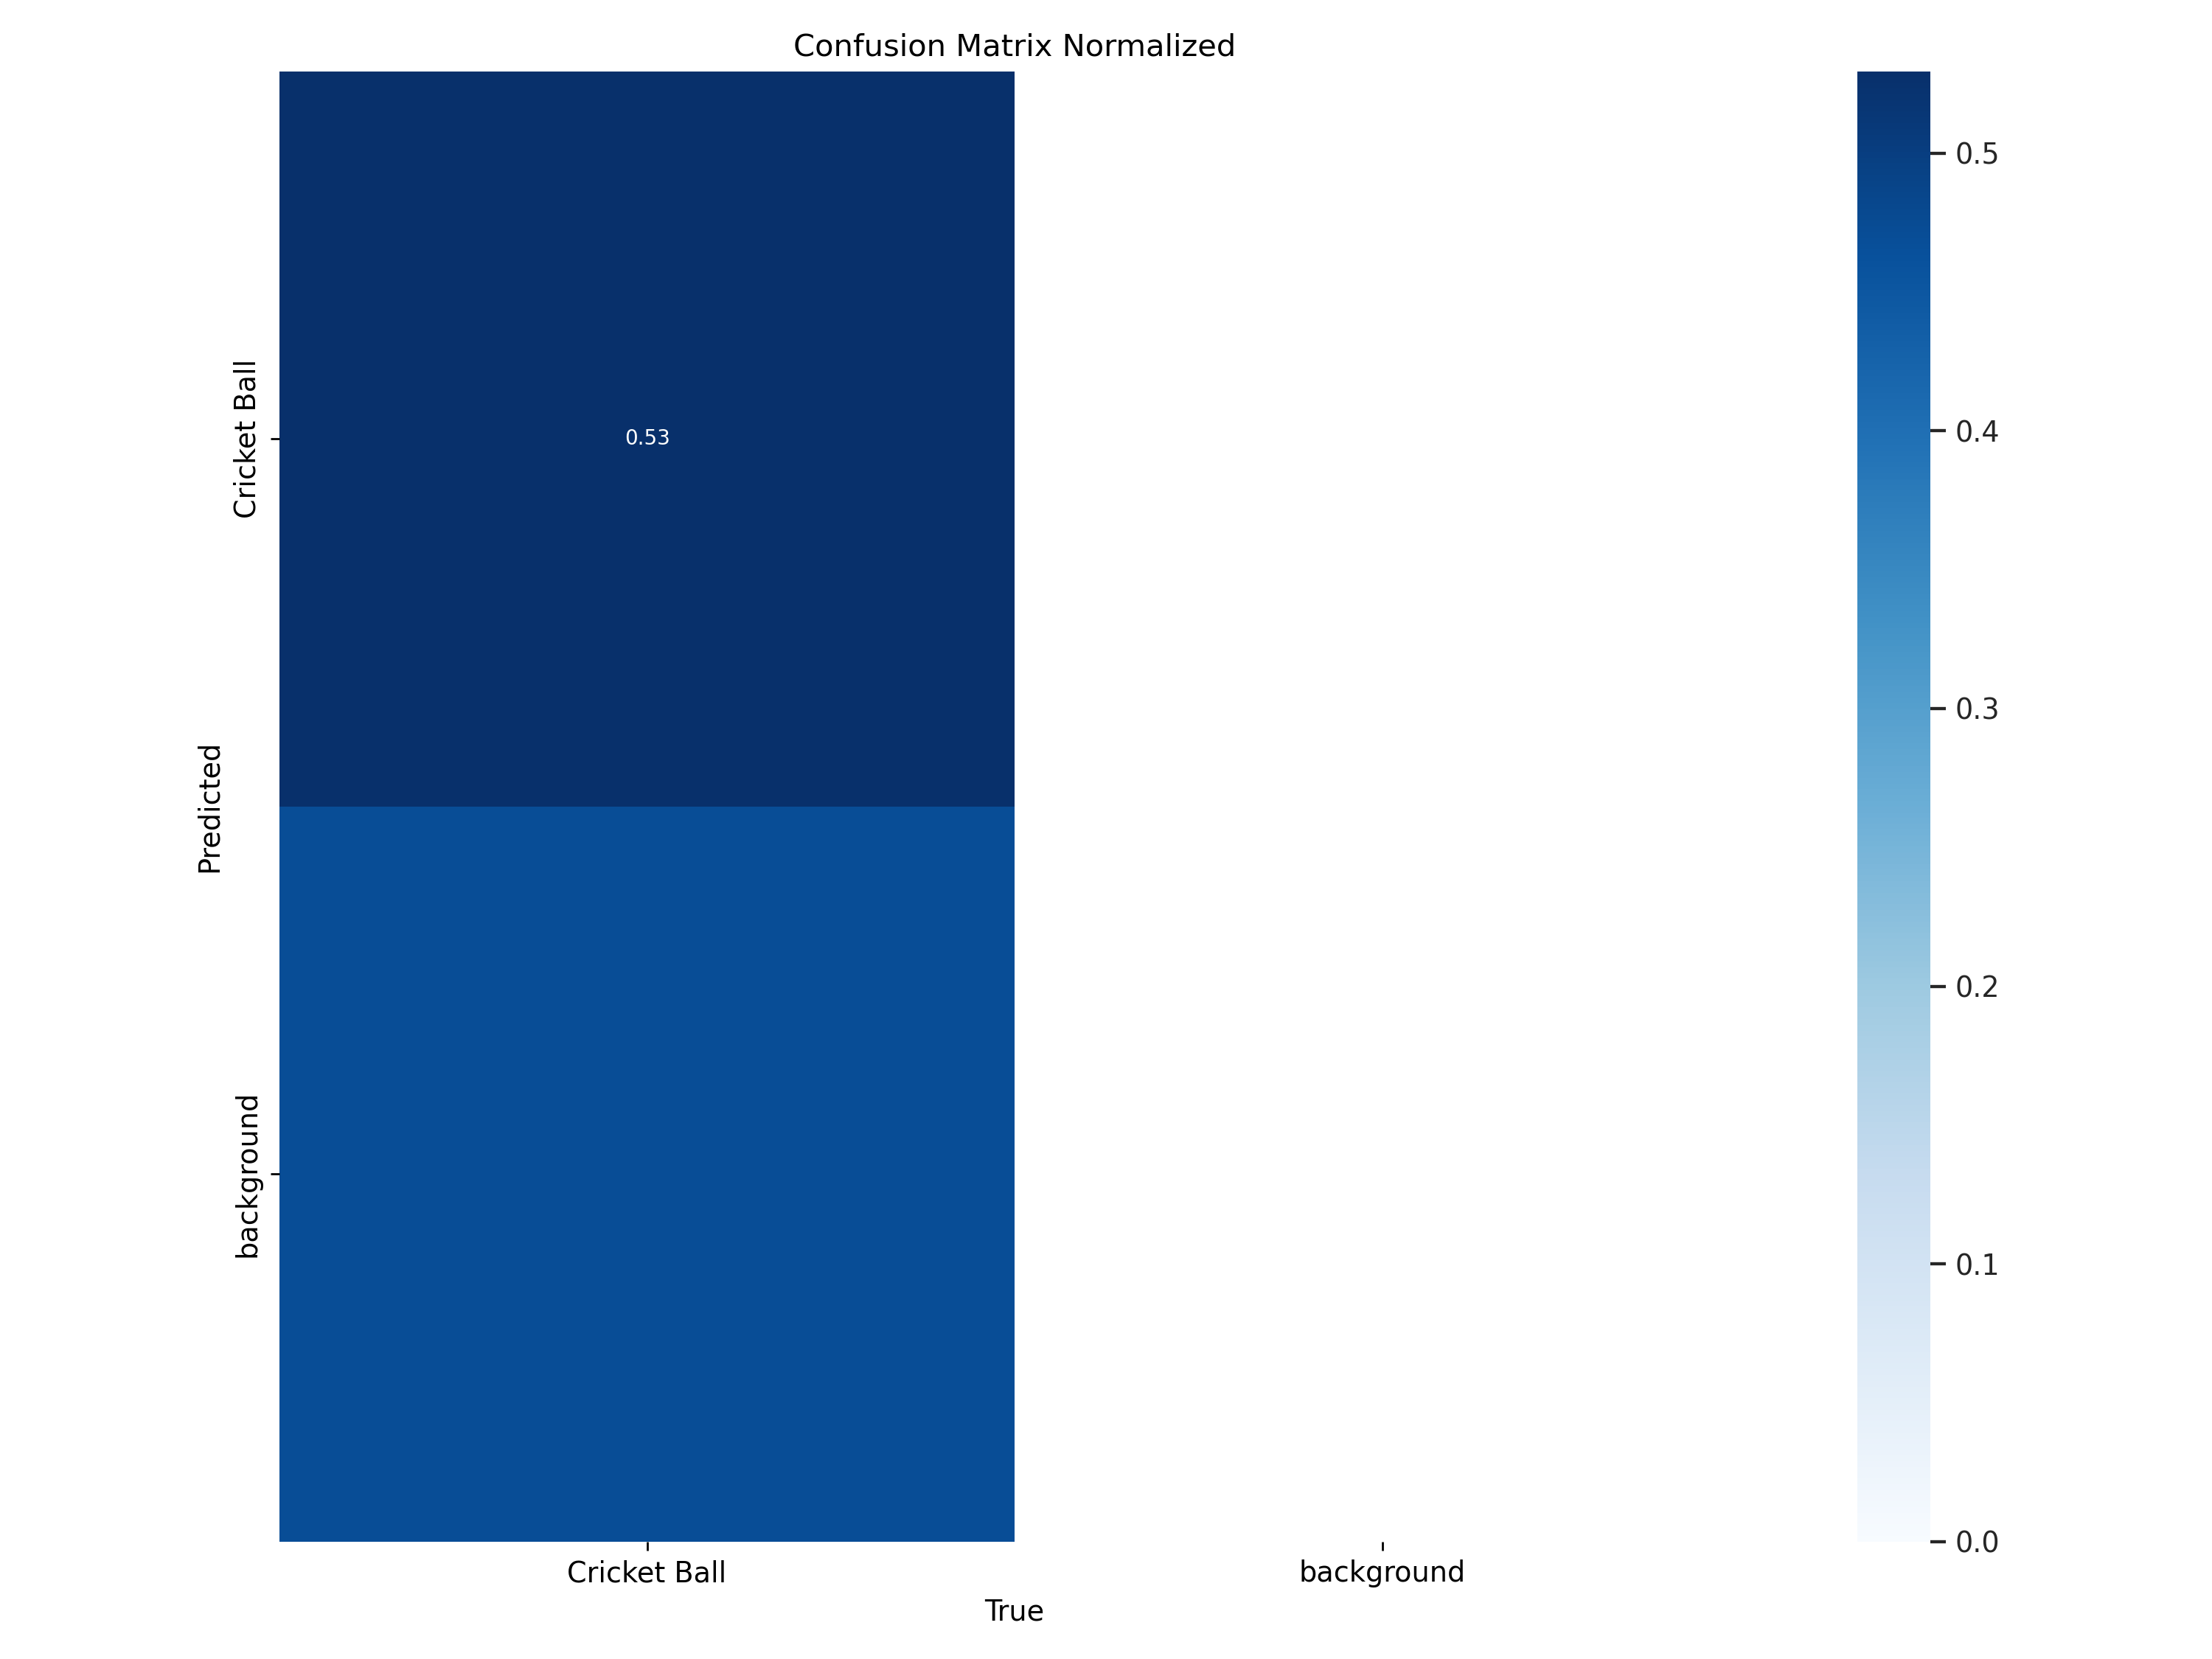 Confusion Matrix Normalized
Cricket Ball
background
Predicted
0.53
Cricket Ball
background
True
0.5
0.4
0.3
0.2
0.1
0.0